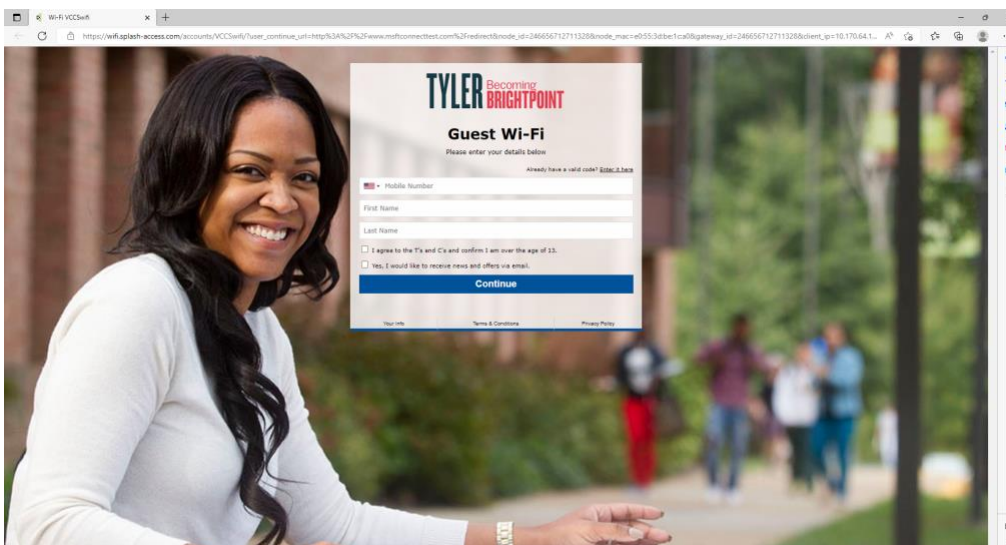 Wi-Fi VCCSwifi
https://wifi.splash-access.com/accounts/VCCSwifi/?user_continue_url=http%3A%2F%2Fwww.msftconnecttest.com%2Fredirect&node_id=246656712711328&node_mac=e0:55:3d:be:1c:a0&gateway_id=246656712711328&client_ip=10.170.64.1...
TYLER Becoming
BRIGHTPOINT
Guest Wi-Fi
Please enter your details below
Already have a valid code? Enter it here
Mobile Number
First Name
Last Name
I agree to the T's and C's and confirm I am over the age of 13.
Yes, I would like to receive news and offers via email.
Continue
Your Info Terms & Conditions Privacy Policy